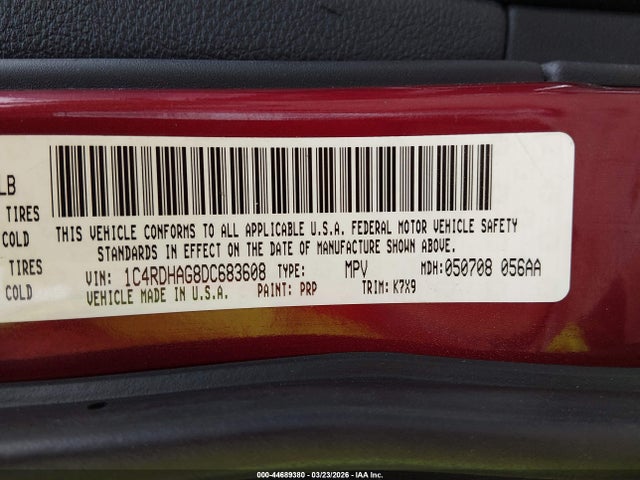 LB
TIRES
COLD
TIRES
COLD
THIS VEHICLE CONFORMS TO ALL APPLICABLE U.S.A. FEDERAL MOTOR VEHICLE SAFETY
STANDARDS IN EFFECT ON THE DATE OF MANUFACTURE SHOWN ABOVE.
VIN: 1C4RDHAG8DC683608 TYPE: MPV MDH: 050708 056AA
VEHICLE MADE IN U.S.A. PAINT: PRP TRIM: K7X9
000-44689380 - 03/23/2026 - IAA Inc.